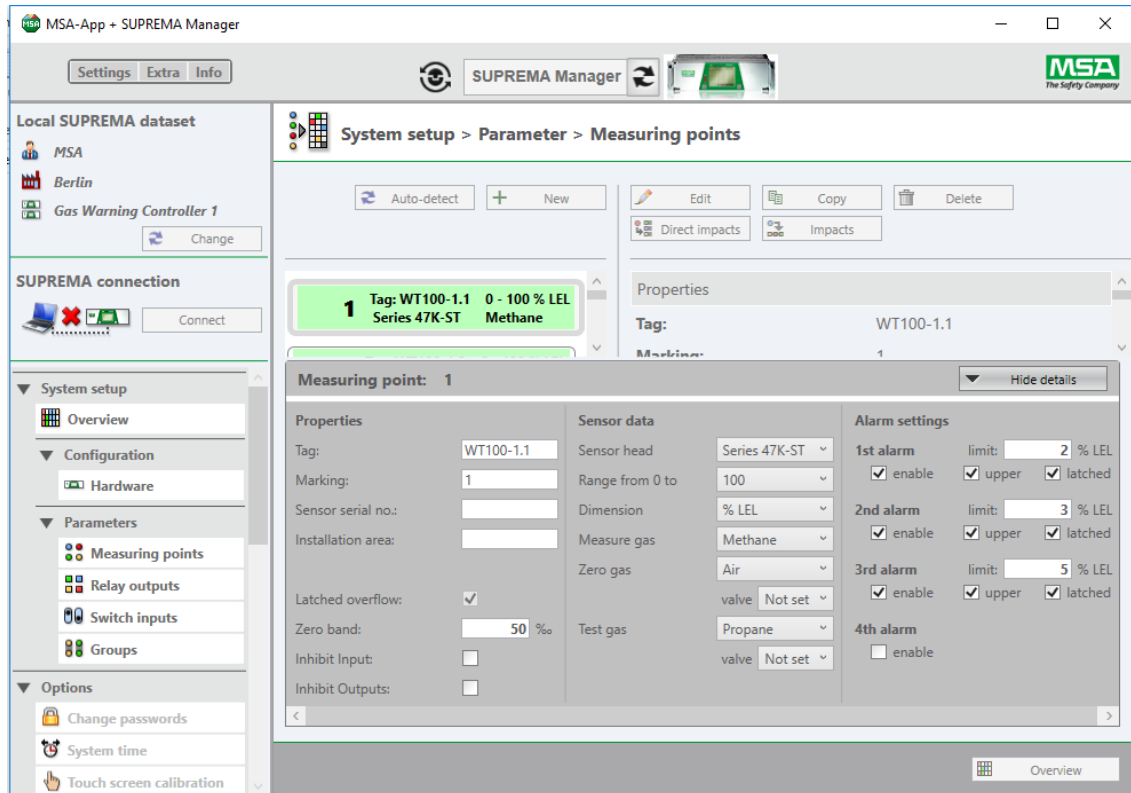 MSA-App + SUPREMA Manager
Settings Extra Info
SUPREMA Manager
MSA
The Safety Company
Local SUPREMA dataset
MSA
Berlin
Gas Warning Controller 1
Change
SUPREMA connection
Connect
System setup
Overview
Configuration
Hardware
Parameters
Measuring points
Relay outputs
Switch inputs
Groups
Options
Change passwords
System time
Touch screen calibration
System setup > Parameter > Measuring points
Auto-detect
New
Edit
Copy
Delete
Direct impacts
Impacts
1 Tag: WT100-1.1 0 - 100 % LEL
Series 47K-ST Methane
Properties
Tag: WT100-1.1
Marking: 1
Measuring point: 1
Hide details
Properties
Tag: WT100-1.1
Marking: 1
Sensor serial no.:
Installation area:
Latched overflow:
Zero band: 50 ‰
Inhibit Input:
Inhibit Outputs:
Sensor data
Sensor head Series 47K-ST
Range from 0 to 100
Dimension % LEL
Measure gas Methane
Zero gas Air
valve Not set
Test gas Propane
valve Not set
Alarm settings
1st alarm limit: 2 % LEL
enable upper latched
2nd alarm limit: 3 % LEL
enable upper latched
3rd alarm limit: 5 % LEL
enable upper latched
4th alarm
enable
Overview